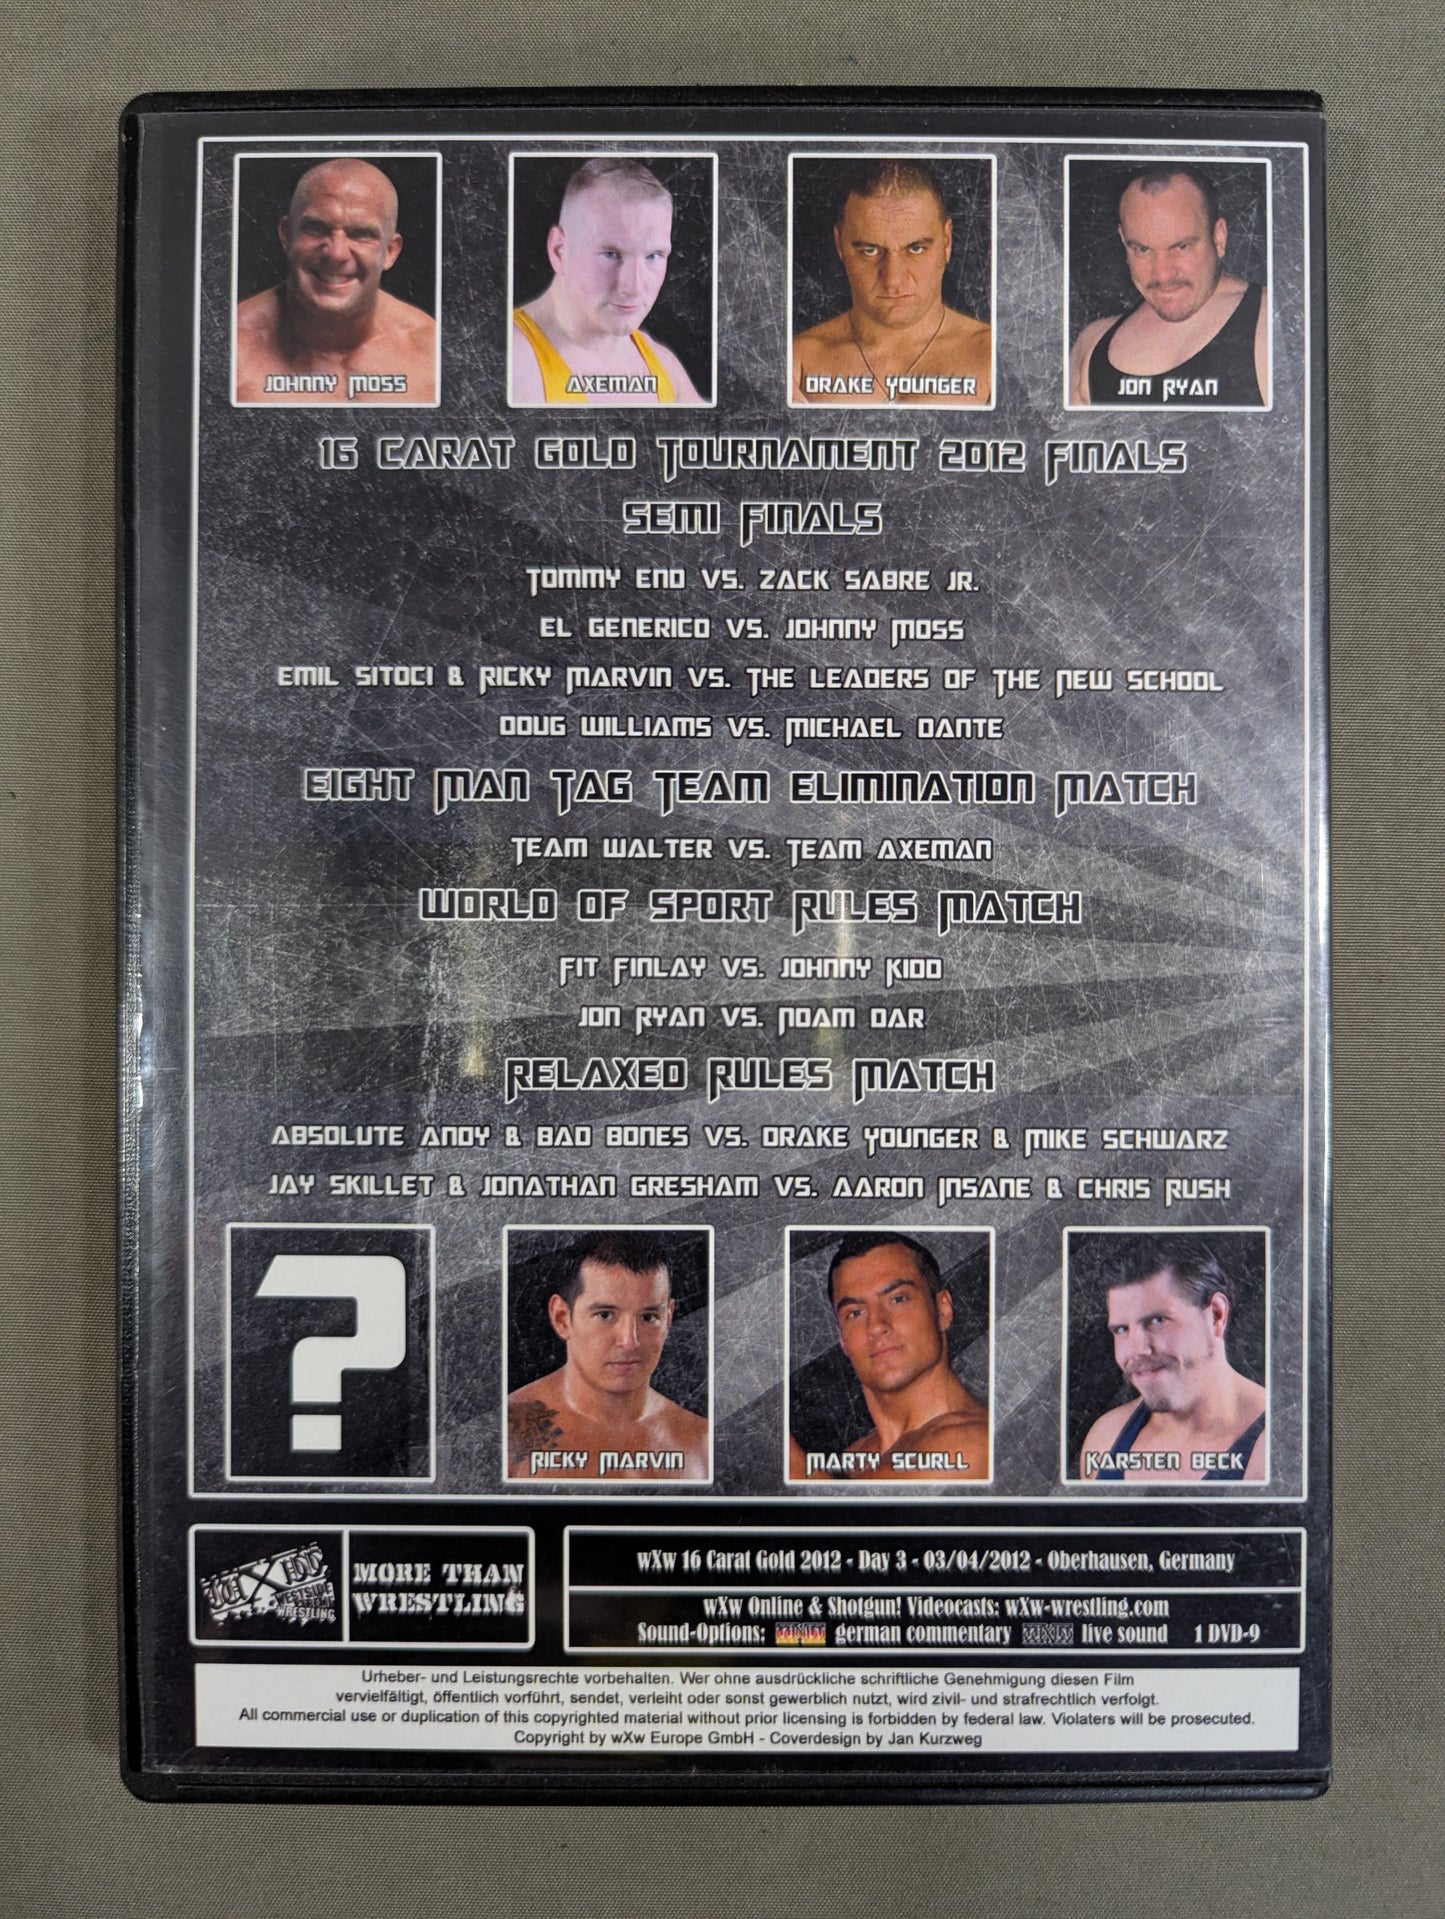 JOHNNY MOSS
AXEMAN
DRAKE YOUNGER
JON RYAN
16 CARAT GOLD TOURNAMENT 2012 FINALS
SEMI FINALS
TOMMY END VS. ZACK SABRE JR.
EL GENERICO VS. JOHNNY MOSS
EMIL SITOCI & RICKY MARVIN VS. THE LEADERS OF THE NEW SCHOOL
DOUG WILLIAMS VS. MICHAEL DANTE
EIGHT MAN TAG TEAM ELIMINATION MATCH
TEAM WALTER VS. TEAM AXEMAN
WORLD OF SPORT RULES MATCH
FIT FINLAY VS. JOHNNY KIDD
JON RYAN VS. NOAM DAR
RELAXED RULES MATCH
ABSOLUTE ANDY & BAD BONES VS. DRAKE YOUNGER & MIKE SCHWARZ
JAY SKILLET & JONATHAN GRESHAM VS. AARON INSANE & CHRIS RUSH
?
RICKY MARVIN
MARTY SCURLL
KARSTEN BECK
wXw
WESTSIDE
XTREME
WRESTLING
MORE THAN
WRESTLING
wXw 16 Carat Gold 2012 - Day 3 - 03/04/2012 - Oberhausen, Germany
wXw Online & Shotgun! Videocasts: wXw-wrestling.com
Sound-Options: german commentary live sound 1 DVD-9
Urheber- und Leistungsrechte vorbehalten. Wer ohne ausdrückliche schriftliche Genehmigung diesen Film
vervielfältigt, öffentlich vorführt, sendet, verleiht oder sonst gewerblich nutzt, wird zivil- und strafrechtlich verfolgt.
All commercial use or duplication of this copyrighted material without prior licensing is forbidden by federal law. Violaters will be prosecuted.
Copyright by wXw Europe GmbH - Coverdesign by Jan Kurzweg